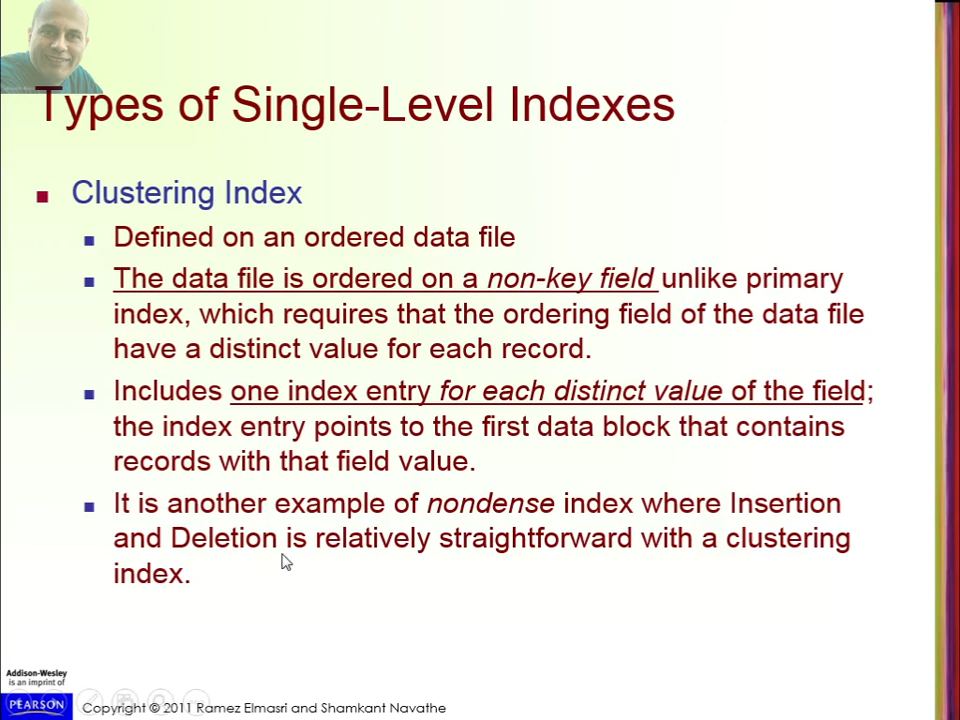 Types of Single-Level Indexes
Clustering Index
Defined on an ordered data file
The data file is ordered on a non-key field unlike primary
index, which requires that the ordering field of the data file
have a distinct value for each record.
Includes one index entry for each distinct value of the field;
the index entry points to the first data block that contains
records with that field value.
It is another example of nondense index where Insertion
and Deletion is relatively straightforward with a clustering
index.
Addison-Wesley
is an imprint of
PEARSON
Copyright © 2011 Ramez Elmasri and Shamkant Navathe